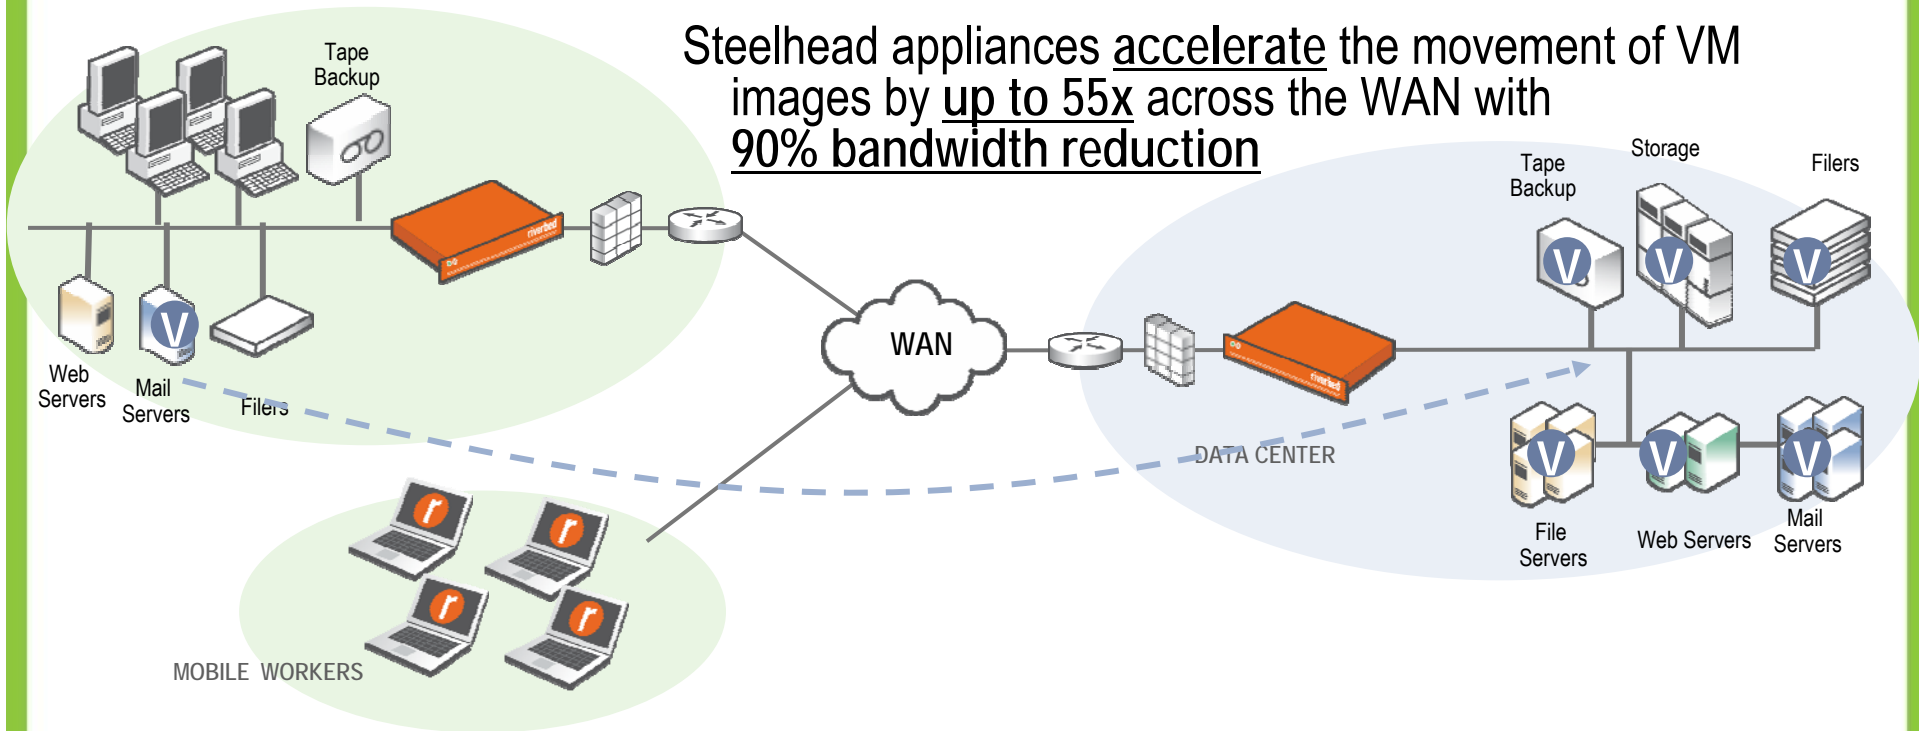 Steelhead appliances accelerate the movement of VM
images by up to 55x across the WAN with
90% bandwidth reduction
Tape
Backup
riverbed
Web
Servers
V
Mail
Servers
Filers
WAN
MOBILE WORKERS
r
r
r
r
riverbed
DATA CENTER
Tape
Backup
Storage
Filers
V
V
V
V
V
V
File
Servers
Web Servers
Mail
Servers